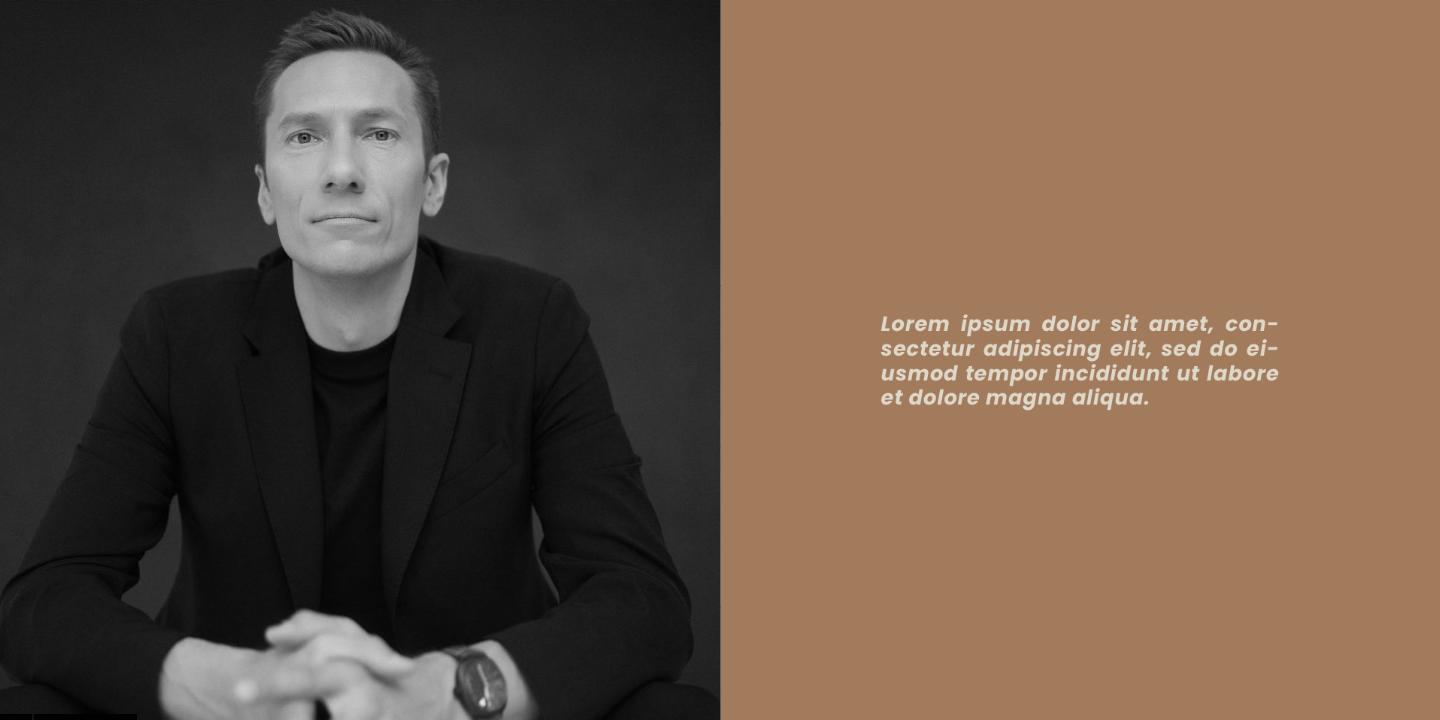 Lorem ipsum dolor sit amet, con-
sectetur adipiscing elit, sed do ei-
usmod tempor incididunt ut labore
et dolore magna aliqua.